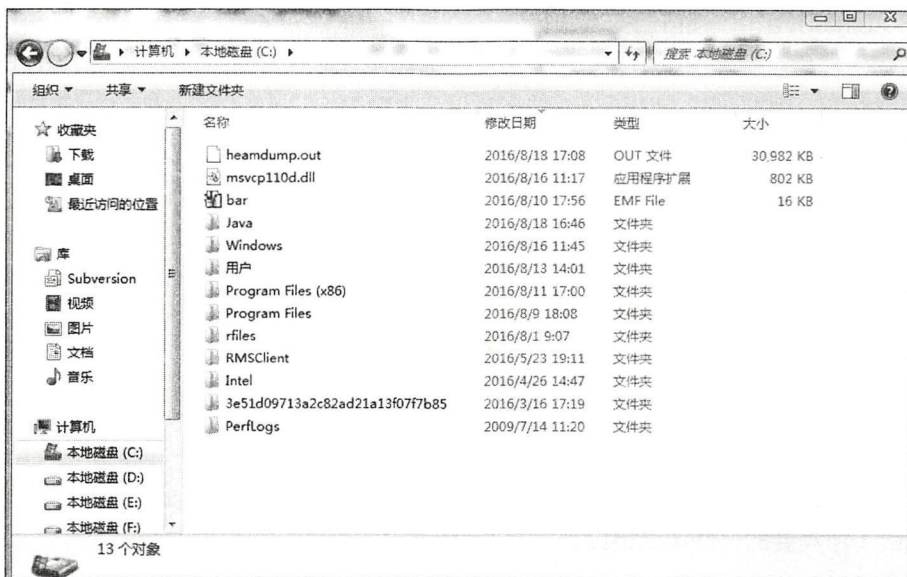 计算机 ▸ 本地磁盘 (C:) ▸
搜索 本地磁盘 (C:)
组织 共享 新建文件夹
收藏夹
下载
桌面
最近访问的位置
库
Subversion
视频
图片
文档
音乐
计算机
本地磁盘 (C:)
本地磁盘 (D:)
本地磁盘 (E:)
本地磁盘 (F:)
名称 修改日期 类型 大小
heamdump.out 2016/8/18 17:08 OUT 文件 30,982 KB
msvcp110d.dll 2016/8/16 11:17 应用程序扩展 802 KB
bar 2016/8/10 17:56 EMF File 16 KB
Java 2016/8/18 16:46 文件夹
Windows 2016/8/16 11:45 文件夹
用户 2016/8/13 14:01 文件夹
Program Files (x86) 2016/8/11 17:00 文件夹
Program Files 2016/8/9 18:08 文件夹
rfiles 2016/8/1 9:07 文件夹
RMSClient 2016/5/23 19:11 文件夹
Intel 2016/4/26 14:47 文件夹
3e51d09713a2c82ad21a13f07f7b85 2016/3/16 17:19 文件夹
PerfLogs 2009/7/14 11:20 文件夹
13 个对象